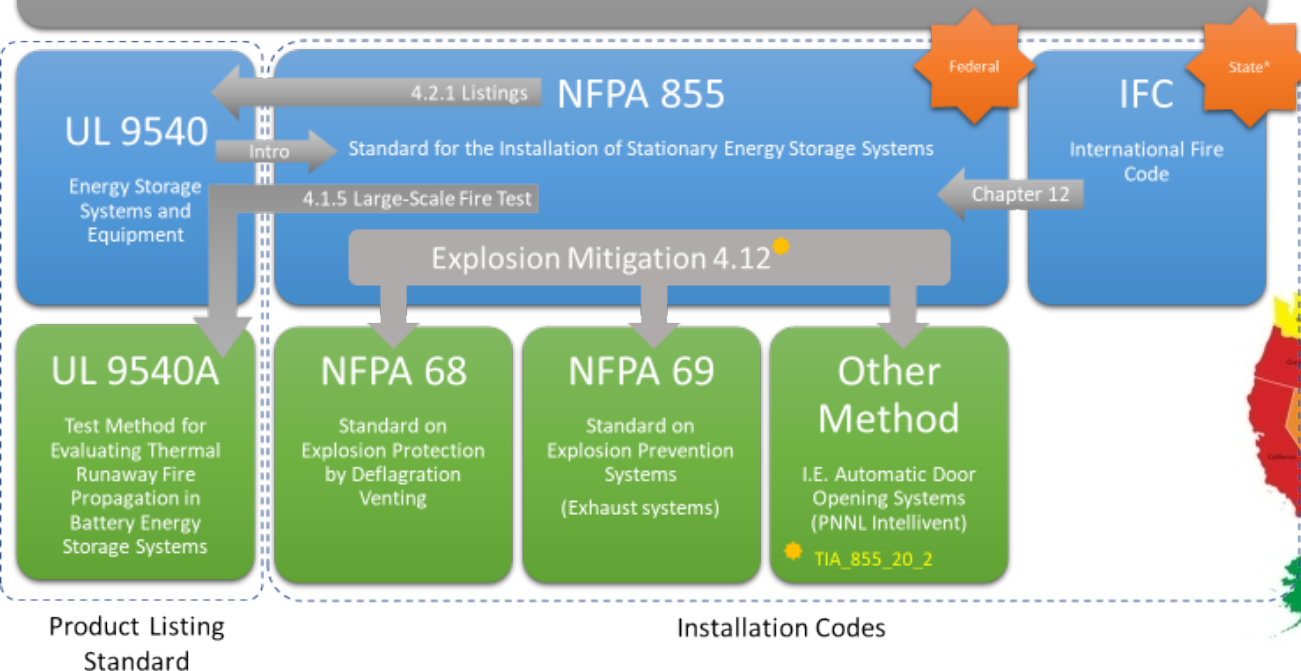 Federal
State*
4.2.1 Listings
NFPA 855
IFC
UL 9540
Intro
Standard for the Installation of Stationary Energy Storage Systems
International Fire
Code
Energy Storage
Systems and
Equipment
4.1.5 Large-Scale Fire Test
Chapter 12
Explosion Mitigation 4.12
UL 9540A
Test Method for
Evaluating Thermal
Runaway Fire
Propagation in
Battery Energy
Storage Systems
NFPA 68
Standard on
Explosion Protection
by Deflagration
Venting
NFPA 69
Standard on
Explosion Prevention
Systems
(Exhaust systems)
Other
Method
I.E. Automatic Door
Opening Systems
(PNNL Intellivent)
TIA_855_20_2
Product Listing
Standard
Installation Codes